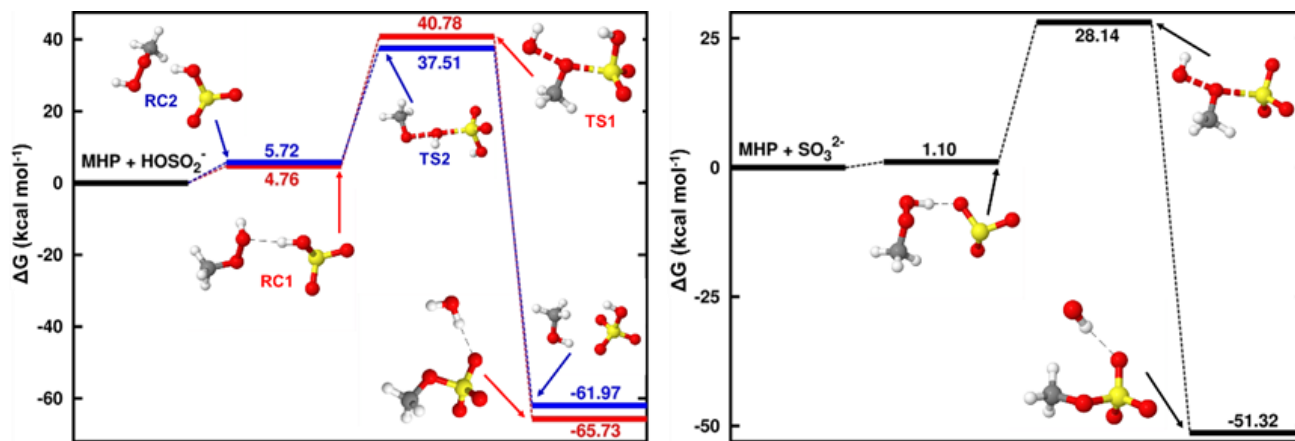 40.78
37.51
RC2
TS1
TS2
MHP + HOSO₂⁻
5.72
4.76
RC1
-61.97
-65.73
ΔG (kcal mol⁻¹)
40
20
0
-20
-40
-60
28.14
MHP + SO₃²⁻
1.10
-51.32
ΔG (kcal mol⁻¹)
25
0
-25
-50